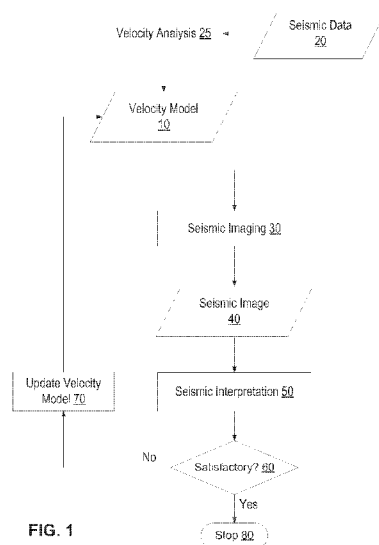 Velocity Analysis 25
Seismic Data
20
Velocity Model
10
Seismic Imaging 30
Seismic Image
40
Update Velocity
Model 70
Seismic Interpretation 50
No
Satisfactory? 60
Yes
Stop 80
FIG. 1